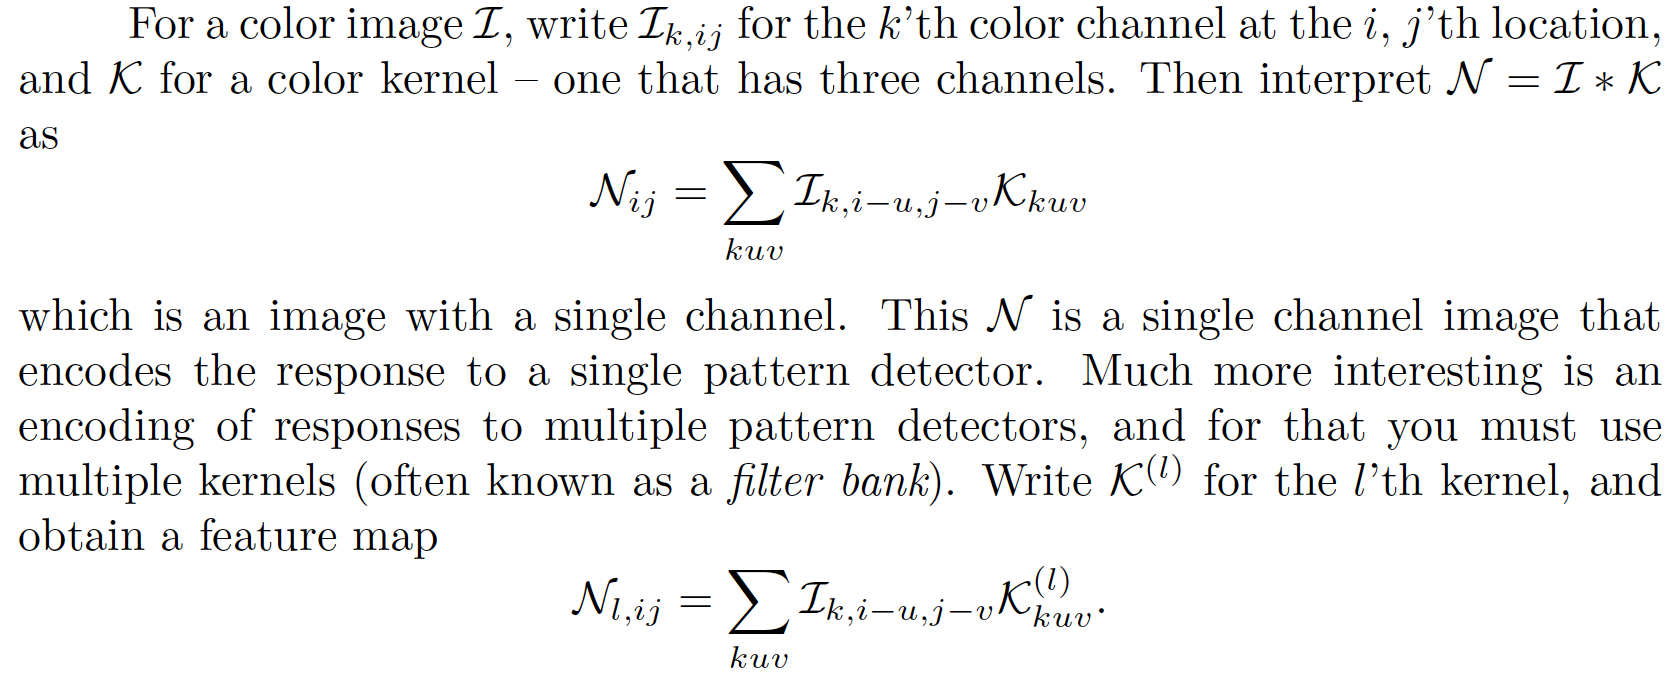 For a color image ℐ, write ℐ_{k,ij} for the k’th color channel at the i, j’th location,
and 𝒦 for a color kernel – one that has three channels. Then interpret 𝒩 = ℐ ∗ 𝒦
as
𝒩_{ij} = ∑_{kuv} ℐ_{k,i−u,j−v}𝒦_{kuv}
which is an image with a single channel. This 𝒩 is a single channel image that
encodes the response to a single pattern detector. Much more interesting is an
encoding of responses to multiple pattern detectors, and for that you must use
multiple kernels (often known as a filter bank). Write 𝒦^{(l)} for the l’th kernel, and
obtain a feature map
𝒩_{l,ij} = ∑_{kuv} ℐ_{k,i−u,j−v}𝒦^{(l)}_{kuv}.